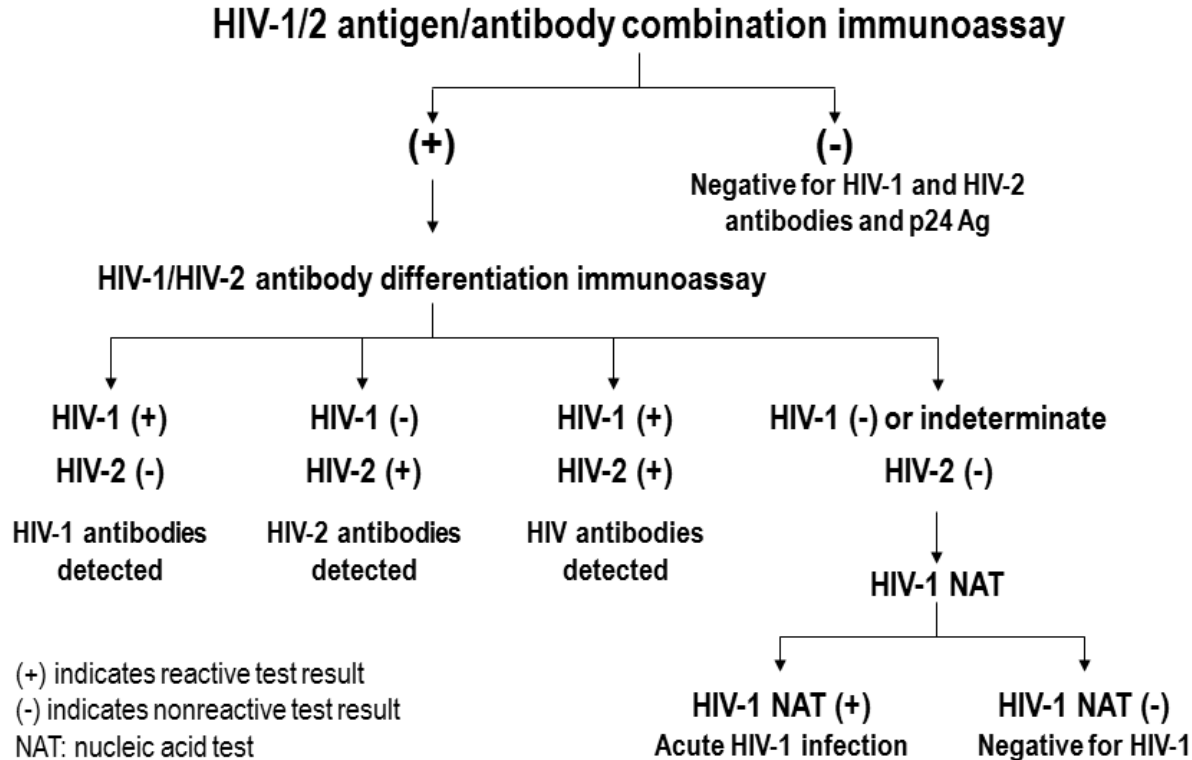 HIV-1/2 antigen/antibody combination immunoassay
(+)
(-)
Negative for HIV-1 and HIV-2
antibodies and p24 Ag
HIV-1/HIV-2 antibody differentiation immunoassay
HIV-1 (+)
HIV-2 (-)
HIV-1 antibodies
detected
HIV-1 (-)
HIV-2 (+)
HIV-2 antibodies
detected
HIV-1 (+)
HIV-2 (+)
HIV antibodies
detected
HIV-1 (-) or indeterminate
HIV-2 (-)
HIV-1 NAT
HIV-1 NAT (+)
Acute HIV-1 infection
HIV-1 NAT (-)
Negative for HIV-1
(+) indicates reactive test result
(-) indicates nonreactive test result
NAT: nucleic acid test